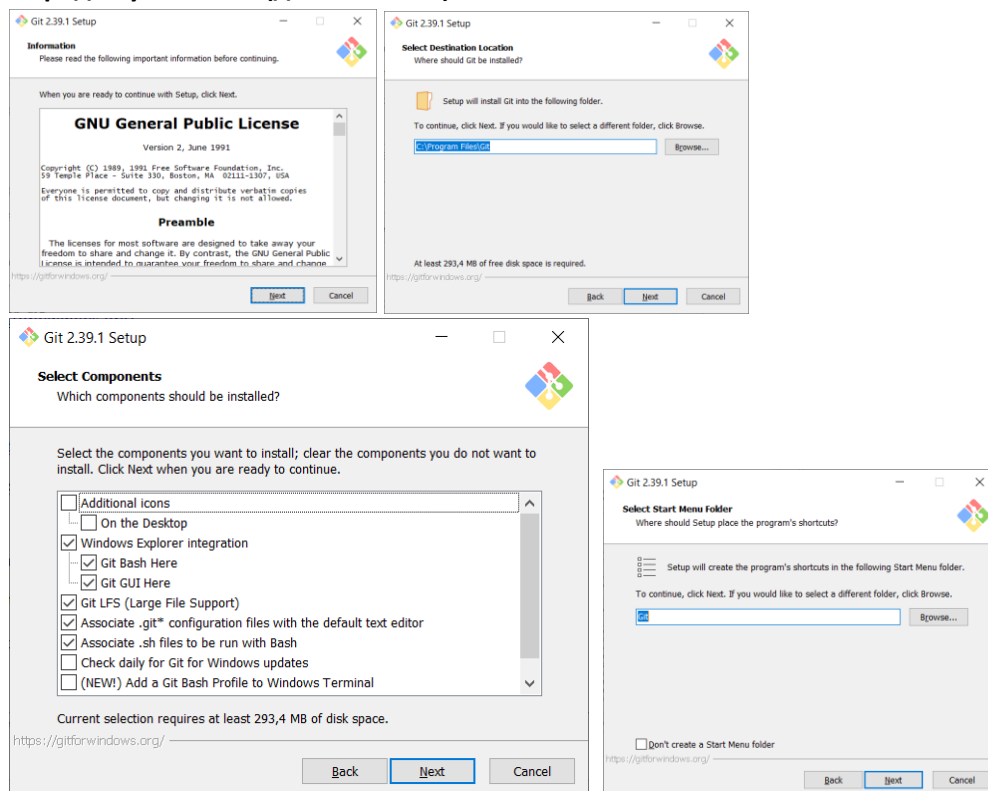 Git 2.39.1 Setup
Information
Please read the following important information before continuing.
When you are ready to continue with Setup, click Next.
GNU General Public License
Version 2, June 1991
Copyright (C) 1989, 1991 Free Software Foundation, Inc.
59 Temple Place - Suite 330, Boston, MA 02111-1307, USA
Everyone is permitted to copy and distribute verbatim copies
of this license document, but changing it is not allowed.
Preamble
The licenses for most software are designed to take away your
freedom to share and change it. By contrast, the GNU General Public
License is intended to guarantee your freedom to share and change
https://gitforwindows.org/
Next Cancel
Git 2.39.1 Setup
Select Destination Location
Where should Git be installed?
Setup will install Git into the following folder.
To continue, click Next. If you would like to select a different folder, click Browse.
C:\Program Files\Git Browse...
At least 293,4 MB of free disk space is required.
https://gitforwindows.org/
Back Next Cancel
Git 2.39.1 Setup
Select Components
Which components should be installed?
Select the components you want to install; clear the components you do not want to
install. Click Next when you are ready to continue.
Additional icons
On the Desktop
Windows Explorer integration
Git Bash Here
Git GUI Here
Git LFS (Large File Support)
Associate .git* configuration files with the default text editor
Associate .sh files to be run with Bash
Check daily for Git for Windows updates
(NEW!) Add a Git Bash Profile to Windows Terminal
Current selection requires at least 293,4 MB of disk space.
https://gitforwindows.org/
Back Next Cancel
Git 2.39.1 Setup
Select Start Menu Folder
Where should Setup place the program's shortcuts?
Setup will create the program's shortcuts in the following Start Menu folder.
To continue, click Next. If you would like to select a different folder, click Browse.
Git Browse...
Don't create a Start Menu folder
https://gitforwindows.org/
Back Next Cancel